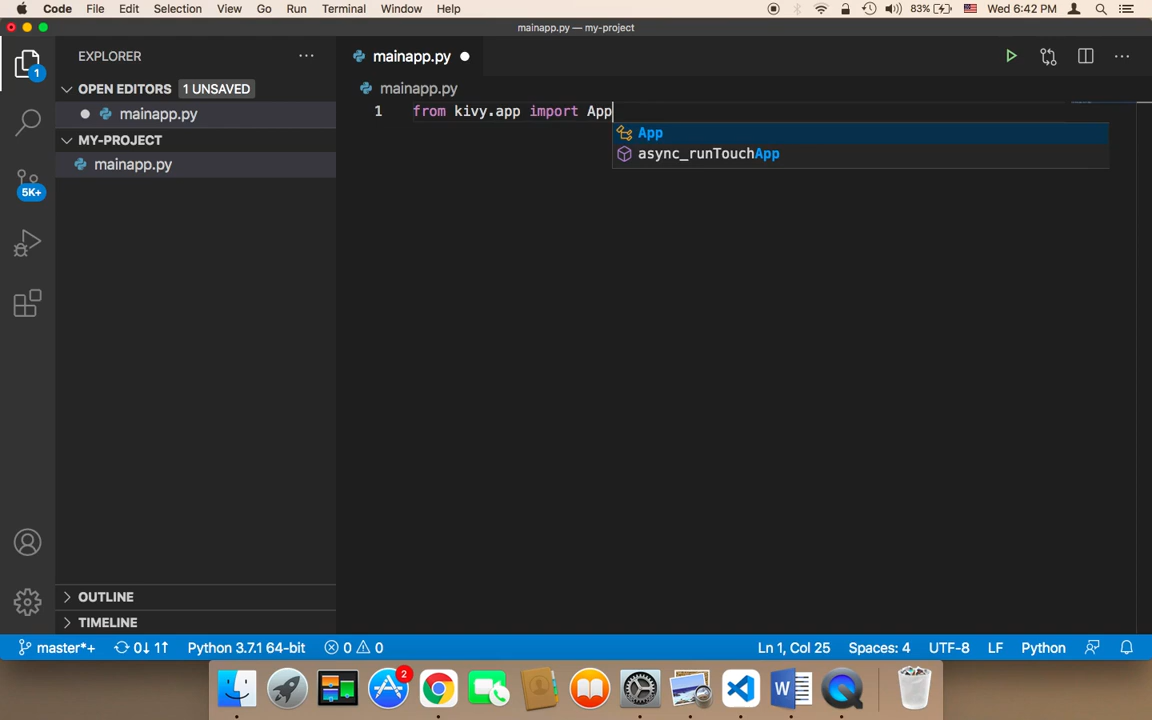 Code File Edit Selection View Go Run Terminal Window Help 83% Wed 6:42 PM
mainapp.py — my-project
EXPLORER
mainapp.py
1
OPEN EDITORS 1 UNSAVED
mainapp.py
mainapp.py
1 from kivy.app import App
MY-PROJECT
App
mainapp.py
async_runTouchApp
5K+
OUTLINE
TIMELINE
master*+ 0↓ 1↑ Python 3.7.1 64-bit 0 0 Ln 1, Col 25 Spaces: 4 UTF-8 LF Python
2